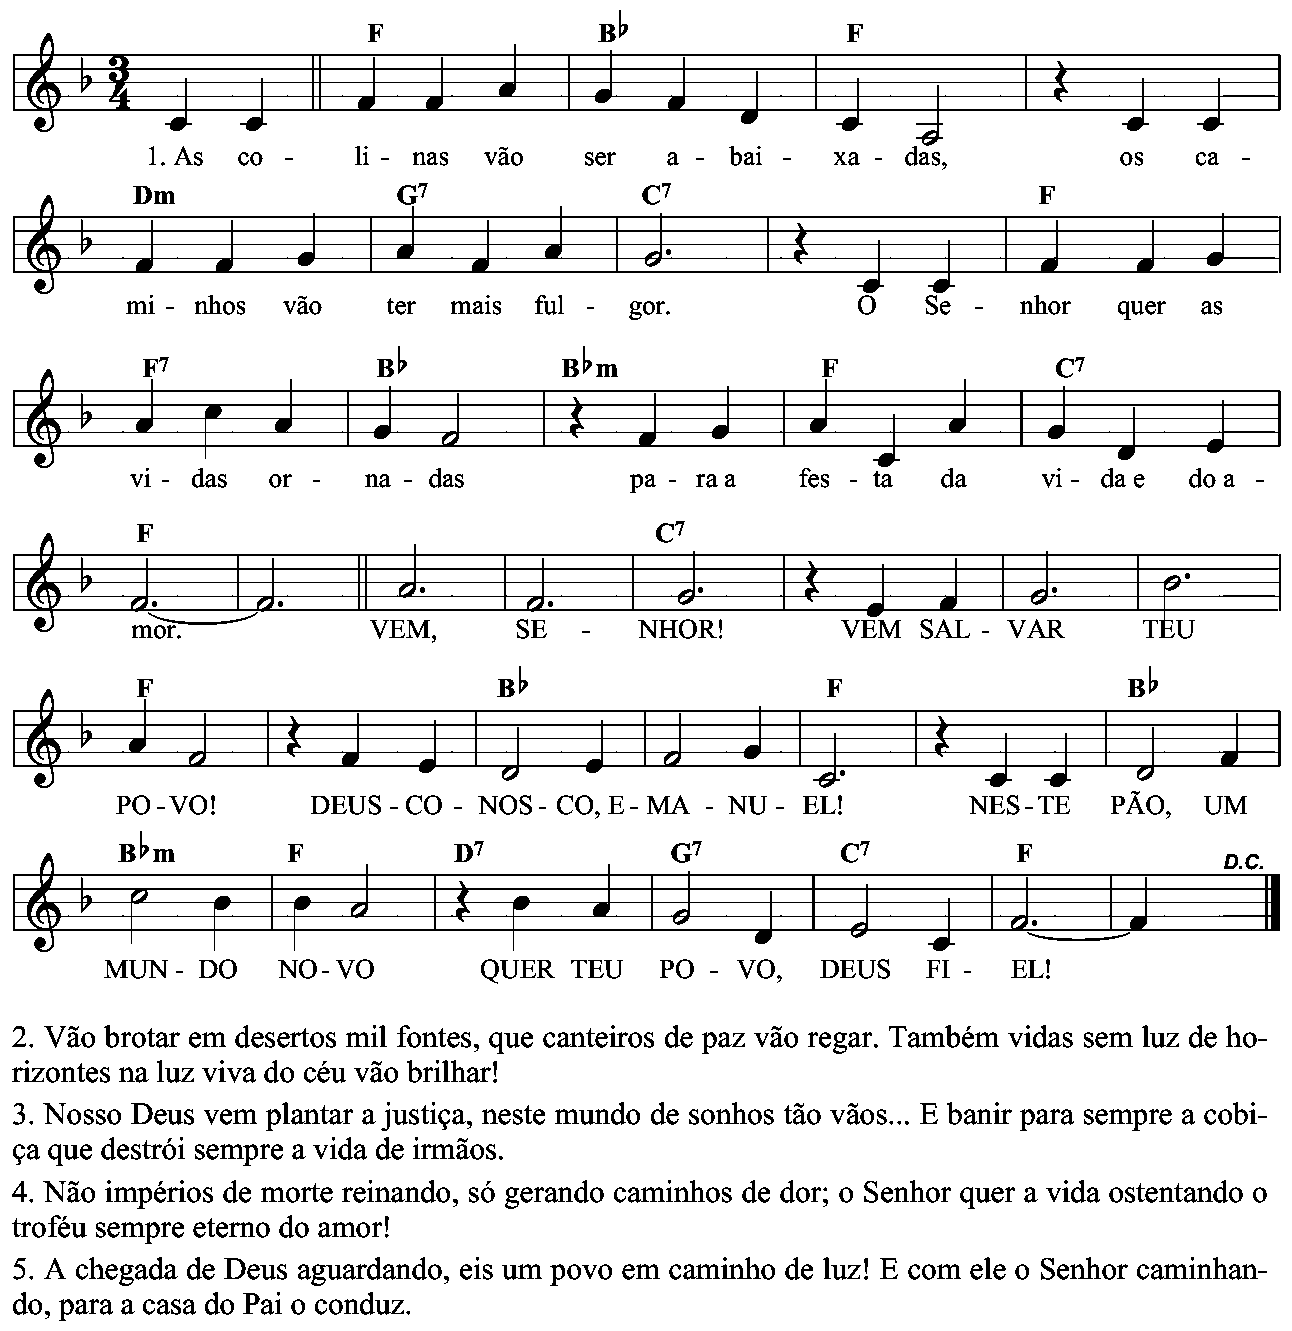 F B♭ F
3
4
1. As co - li - nas vão ser a - bai - xa - das, os ca -
Dm G7 C7 F
mi - nhos vão ter mais ful - gor. O Se - nhor quer as
F7 B♭ B♭m F C7
vi - das or - na - das pa - ra a fes - ta da vi - da e do a -
F C7
mor. VEM, SE - NHOR! VEM SAL - VAR TEU
F B♭ F B♭
PO - VO! DEUS - CO - NOS - CO, E - MA - NU - EL! NES - TE PÃO, UM
B♭m F D7 G7 C7 F D.C.
MUN - DO NO - VO QUER TEU PO - VO, DEUS FI - EL!
2. Vão brotar em desertos mil fontes, que canteiros de paz vão regar. Também vidas sem luz de ho-
rizontes na luz viva do céu vão brilhar!
3. Nosso Deus vem plantar a justiça, neste mundo de sonhos tão vãos... E banir para sempre a cobi-
ça que destrói sempre a vida de irmãos.
4. Não impérios de morte reinando, só gerando caminhos de dor; o Senhor quer a vida ostentando o
troféu sempre eterno do amor!
5. A chegada de Deus aguardando, eis um povo em caminho de luz! E com ele o Senhor caminhan-
do, para a casa do Pai o conduz.